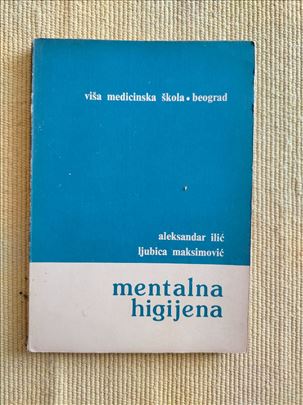 viša medicinska škola • beograd
aleksandar ilić
ljubica maksimović
mentalna
higijena